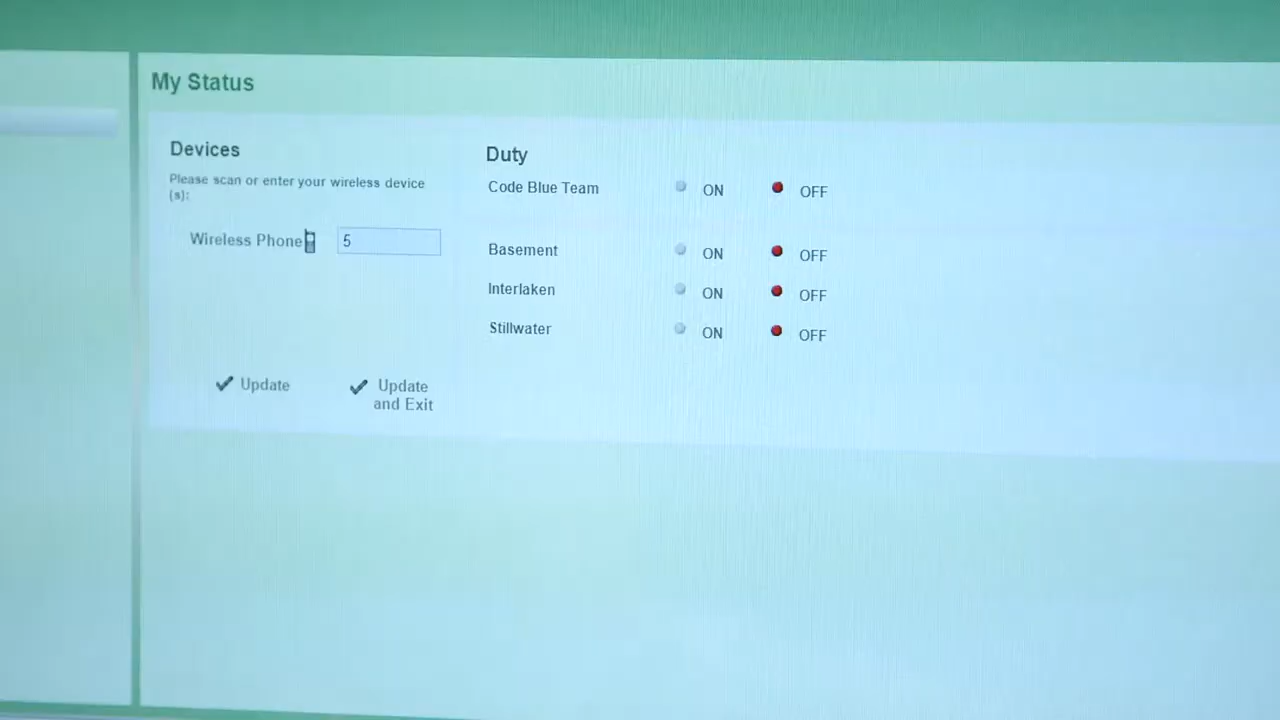 My Status
Devices
Please scan or enter your wireless device
(s):
Wireless Phone 5
Update
Update
and Exit
Duty
Code Blue Team ON OFF
Basement ON OFF
Interlaken ON OFF
Stillwater ON OFF